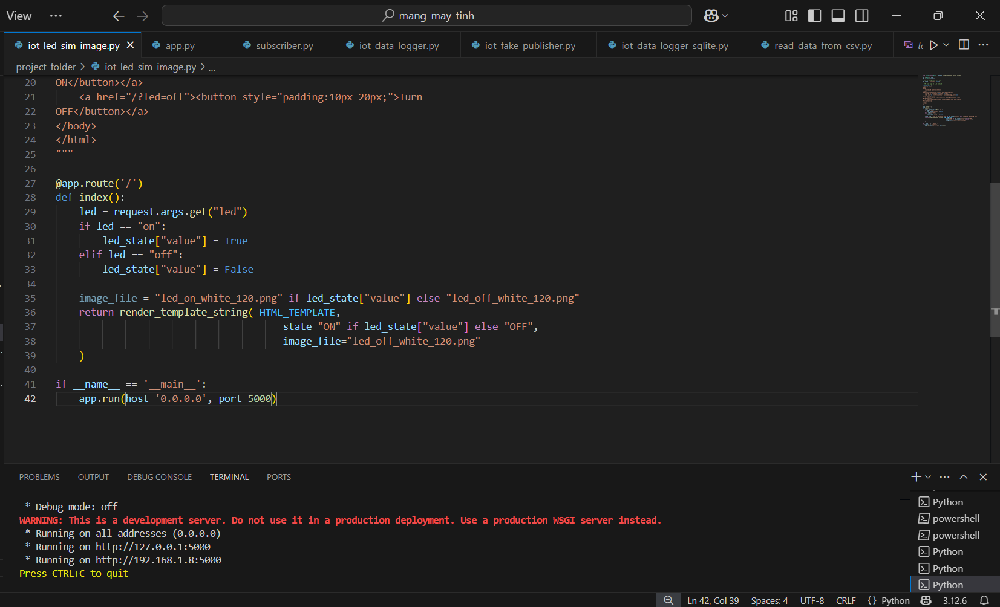 View ... mang_may_tinh
iot_led_sim_image.py app.py subscriber.py iot_data_logger.py iot_fake_publisher.py iot_data_logger_sqlite.py read_data_from_csv.py
project_folder > iot_led_sim_image.py > ...
20 ON</button></a>
21 <a href="/?led=off"><button style="padding:10px 20px;">Turn
22 OFF</button></a>
23 </body>
24 </html>
25 """
26
27 @app.route('/')
28 def index():
29 led = request.args.get("led")
30 if led == "on":
31 led_state["value"] = True
32 elif led == "off":
33 led_state["value"] = False
34
35 image_file = "led_on_white_120.png" if led_state["value"] else "led_off_white_120.png"
36 return render_template_string( HTML_TEMPLATE,
37 state="ON" if led_state["value"] else "OFF",
38 image_file="led_off_white_120.png"
39 )
40
41 if __name__ == '__main__':
42 app.run(host='0.0.0.0', port=5000)
PROBLEMS OUTPUT DEBUG CONSOLE TERMINAL PORTS
* Debug mode: off
WARNING: This is a development server. Do not use it in a production deployment. Use a production WSGI server instead.
* Running on all addresses (0.0.0.0)
* Running on http://127.0.0.1:5000
* Running on http://192.168.1.8:5000
Press CTRL+C to quit
Python
powershell
powershell
Python
Python
Python
Ln 42, Col 39 Spaces: 4 UTF-8 CRLF {} Python 3.12.6